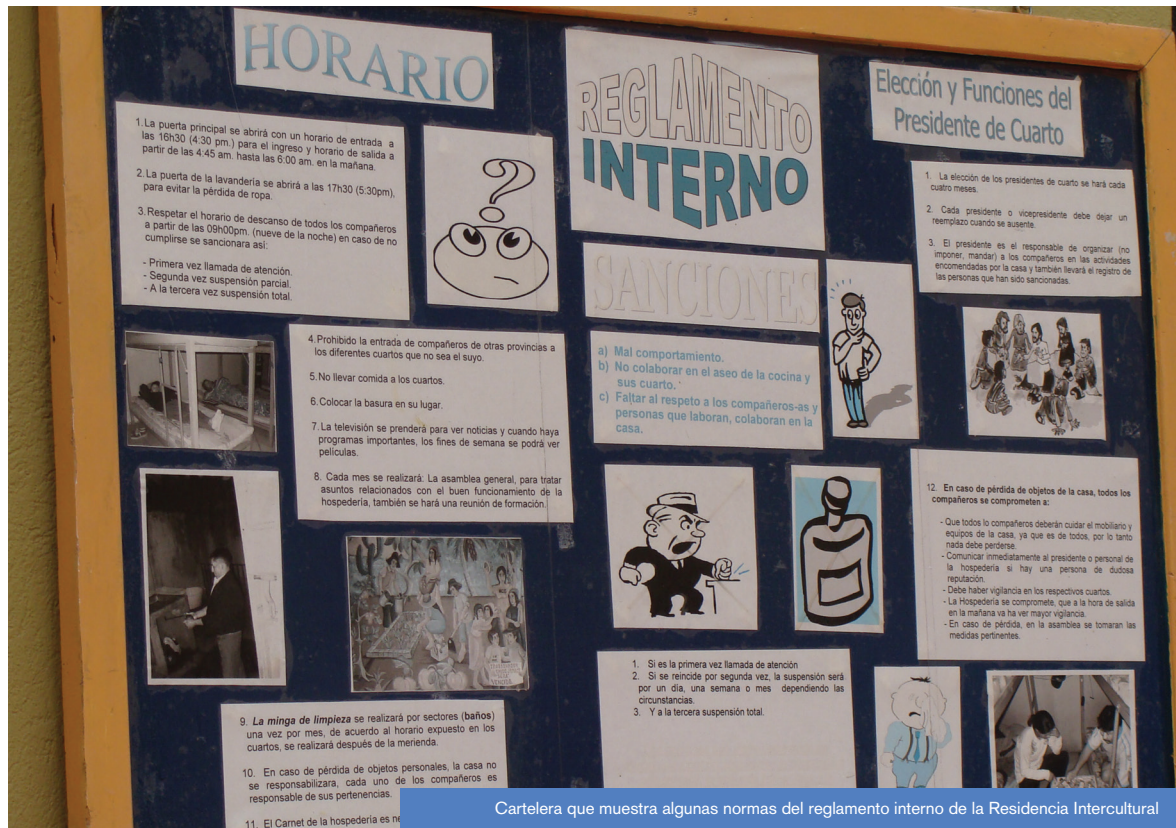 HORARIO
1. La puerta principal se abrirá con un horario de entrada a
las 16h30 (4:30 pm.) para el ingreso y horario de salida a
partir de las 4:45 am. hasta las 6:00 am. en la mañana.
2. La puerta de la lavandería se abrirá a las 17h30 (5:30pm),
para evitar la pérdida de ropa.
3. Respetar el horario de descanso de todos los compañeros
a partir de las 09h00pm. (nueve de la noche) en caso de no
cumplirse se sancionara así:
- Primera vez llamada de atención.
- Segunda vez suspensión parcial.
- A la tercera vez suspensión total.
4. Prohibido la entrada de compañeros de otras provincias a
los diferentes cuartos que no sea el suyo.
5. No llevar comida a los cuartos.
6. Colocar la basura en su lugar.
7. La televisión se prenderá para ver noticias y cuando haya
programas importantes, los fines de semana se podrá ver
películas.
8. Cada mes se realizará: La asamblea general, para tratar
asuntos relacionados con el buen funcionamiento de la
hospedería, también se hará una reunión de formación.
9. La minga de limpieza se realizará por sectores (baños)
una vez por mes, de acuerdo al horario expuesto en los
cuartos, se realizará después de la merienda.
10. En caso de pérdida de objetos personales, la casa no
se responsabilizara, cada uno de los compañeros es
responsable de sus pertenencias.
11. El Carnet de la hospedería es
REGLAMENTO
INTERNO
SANCIONES
a) Mal comportamiento.
b) No colaborar en el aseo de la cocina y
sus cuarto.
c) Faltar al respeto a los compañeros-as y
personas que laboran, colaboran en la
casa.
1. Si es la primera vez llamada de atención
2. Si se reincide por segunda vez, la suspensión será
por un día, una semana o mes dependiendo las
circunstancias.
3. Y a la tercera suspensión total.
Elección y Funciones del
Presidente de Cuarto
1. La elección de los presidentes de cuarto se hará cada
cuatro meses.
2. Cada presidente o vicepresidente debe dejar un
reemplazo cuando se ausente.
3. El presidente es el responsable de organizar (no
imponer, mandar) a los compañeros en las actividades
encomendadas por la casa y también llevará el registro de
las personas que han sido sancionadas.
12. En caso de pérdida de objetos de la casa, todos los
compañeros se comprometen a:
- Que todos lo compañeros deberán cuidar el mobiliario y
equipos de la casa, ya que es de todos, por lo tanto
nada debe perderse.
- Comunicar inmediatamente al presidente o personal de
la hospedería si hay una persona de dudosa
reputación.
- Debe haber vigilancia en los respectivos cuartos.
- La Hospedería se compromete, que a la hora de salida
en la mañana va ha ver mayor vigilancia.
- En caso de pérdida, en la asamblea se tomaran las
medidas pertinentes.
Cartelera que muestra algunas normas del reglamento interno de la Residencia Intercultural